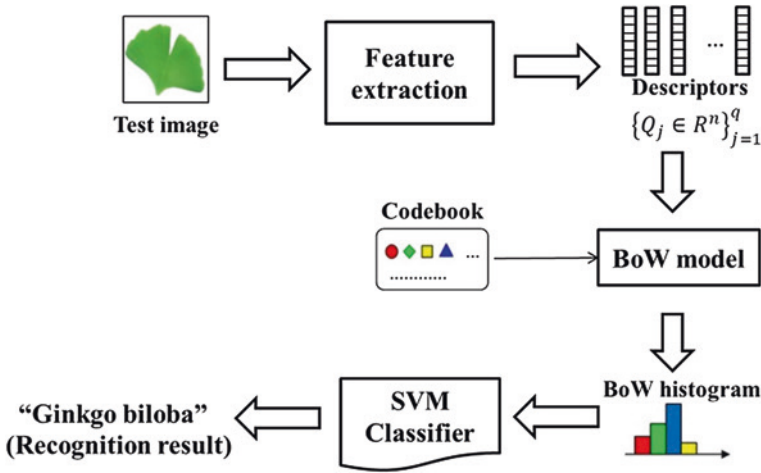 Test image
Feature
extraction
...
Descriptors
{Q_j ∈ R^n}_{j=1}^q
Codebook
...
............
BoW model
BoW histogram
SVM
Classifier
“Ginkgo biloba”
(Recognition result)